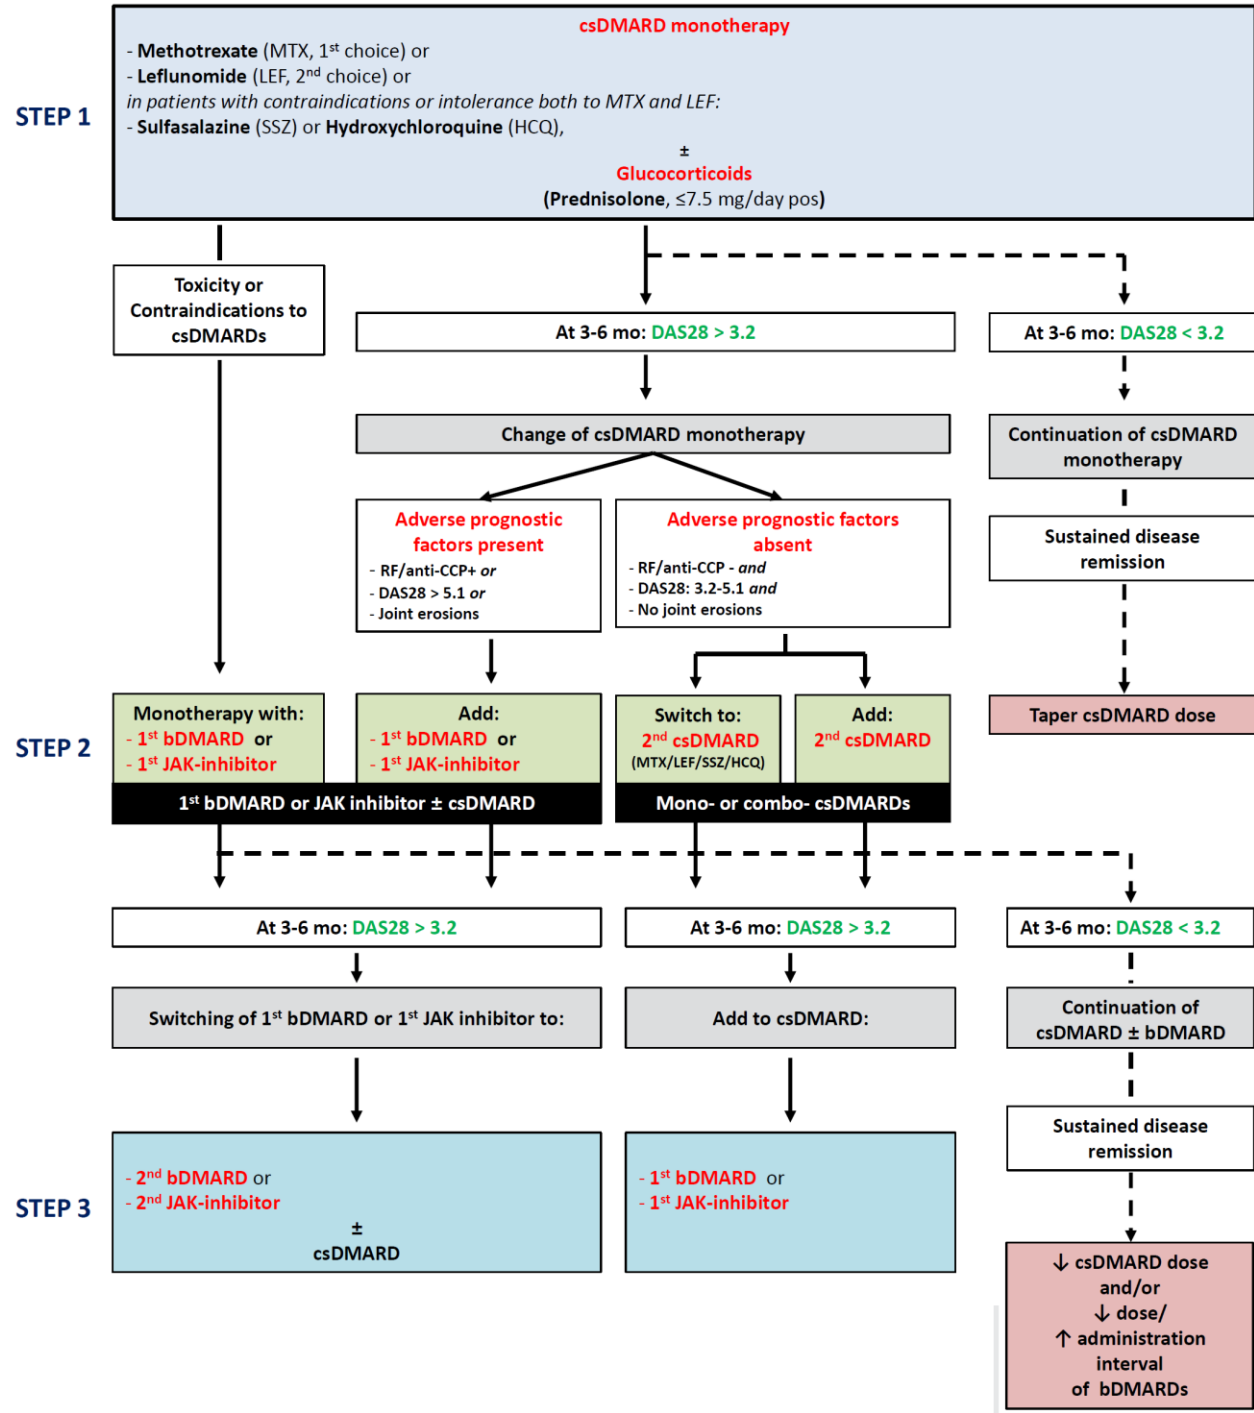 csDMARD monotherapy
- Methotrexate (MTX, 1st choice) or
- Leflunomide (LEF, 2nd choice) or
in patients with contraindications or intolerance both to MTX and LEF:
- Sulfasalazine (SSZ) or Hydroxychloroquine (HCQ),
±
Glucocorticoids
(Prednisolone, ≤7.5 mg/day pos)
STEP 1
Toxicity or
Contraindications to
csDMARDs
At 3-6 mo: DAS28 > 3.2
At 3-6 mo: DAS28 < 3.2
Change of csDMARD monotherapy
Continuation of csDMARD
monotherapy
Adverse prognostic
factors present
- RF/anti-CCP+ or
- DAS28 > 5.1 or
- Joint erosions
Adverse prognostic factors
absent
- RF/anti-CCP - and
- DAS28: 3.2-5.1 and
- No joint erosions
Sustained disease
remission
STEP 2
Monotherapy with:
- 1st bDMARD or
- 1st JAK-inhibitor
Add:
- 1st bDMARD or
- 1st JAK-inhibitor
Switch to:
2nd csDMARD
(MTX/LEF/SSZ/HCQ)
Add:
2nd csDMARD
Taper csDMARD dose
1st bDMARD or JAK inhibitor ± csDMARD
Mono- or combo- csDMARDs
At 3-6 mo: DAS28 > 3.2
At 3-6 mo: DAS28 > 3.2
At 3-6 mo: DAS28 < 3.2
Switching of 1st bDMARD or 1st JAK inhibitor to:
Add to csDMARD:
Continuation of
csDMARD ± bDMARD
Sustained disease
remission
STEP 3
- 2nd bDMARD or
- 2nd JAK-inhibitor
±
csDMARD
- 1st bDMARD or
- 1st JAK-inhibitor
↓ csDMARD dose
and/or
↓ dose/
↑ administration
interval
of bDMARDs